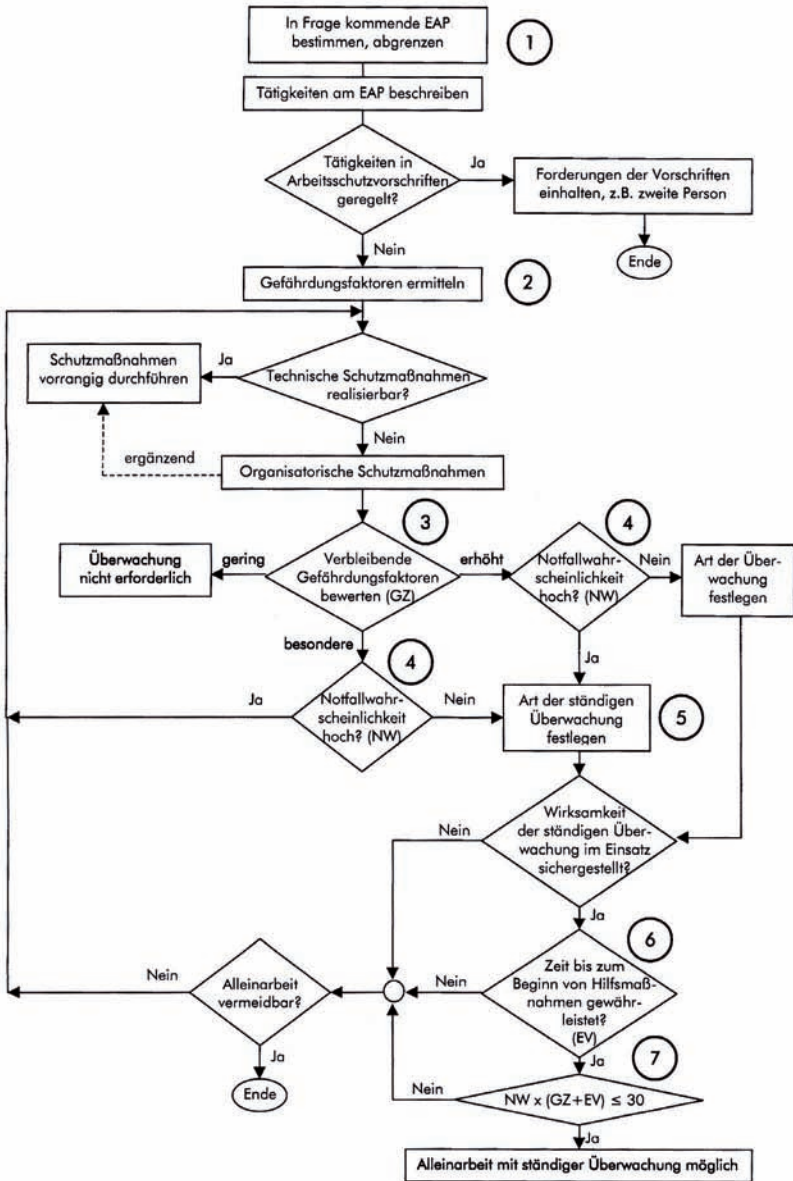 In Frage kommende EAP
bestimmen, abgrenzen
1
Tätigkeiten am EAP beschreiben
Tätigkeiten in
Arbeitsschutzvorschriften
geregelt?
Ja
Forderungen der Vorschriften
einhalten, z.B. zweite Person
Nein
Ende
Gefährdungsfaktoren ermitteln
2
Schutzmaßnahmen
vorrangig durchführen
Ja
Technische Schutzmaßnahmen
realisierbar?
Nein
ergänzend
Organisatorische Schutzmaßnahmen
3
4
Überwachung
nicht erforderlich
gering
Verbleibende
Gefährdungsfaktoren
bewerten (GZ)
erhöht
Notfallwahr-
scheinlichkeit
hoch? (NW)
Nein
Art der Über-
wachung
festlegen
besondere
4
Ja
Ja
Notfallwahr-
scheinlichkeit
hoch? (NW)
Nein
Art der ständigen
Überwachung
festlegen
5
Nein
Wirksamkeit
der ständigen Über-
wachung im Einsatz
sichergestellt?
Ja
6
Nein
Alleinarbeit
vermeidbar?
Nein
Zeit bis zum
Beginn von Hilfsmaß-
nahmen gewähr-
leistet?
(EV)
Ja
Ja
7
Ende
Nein
NW x (GZ+EV) ≤ 30
Ja
Alleinarbeit mit ständiger Überwachung möglich